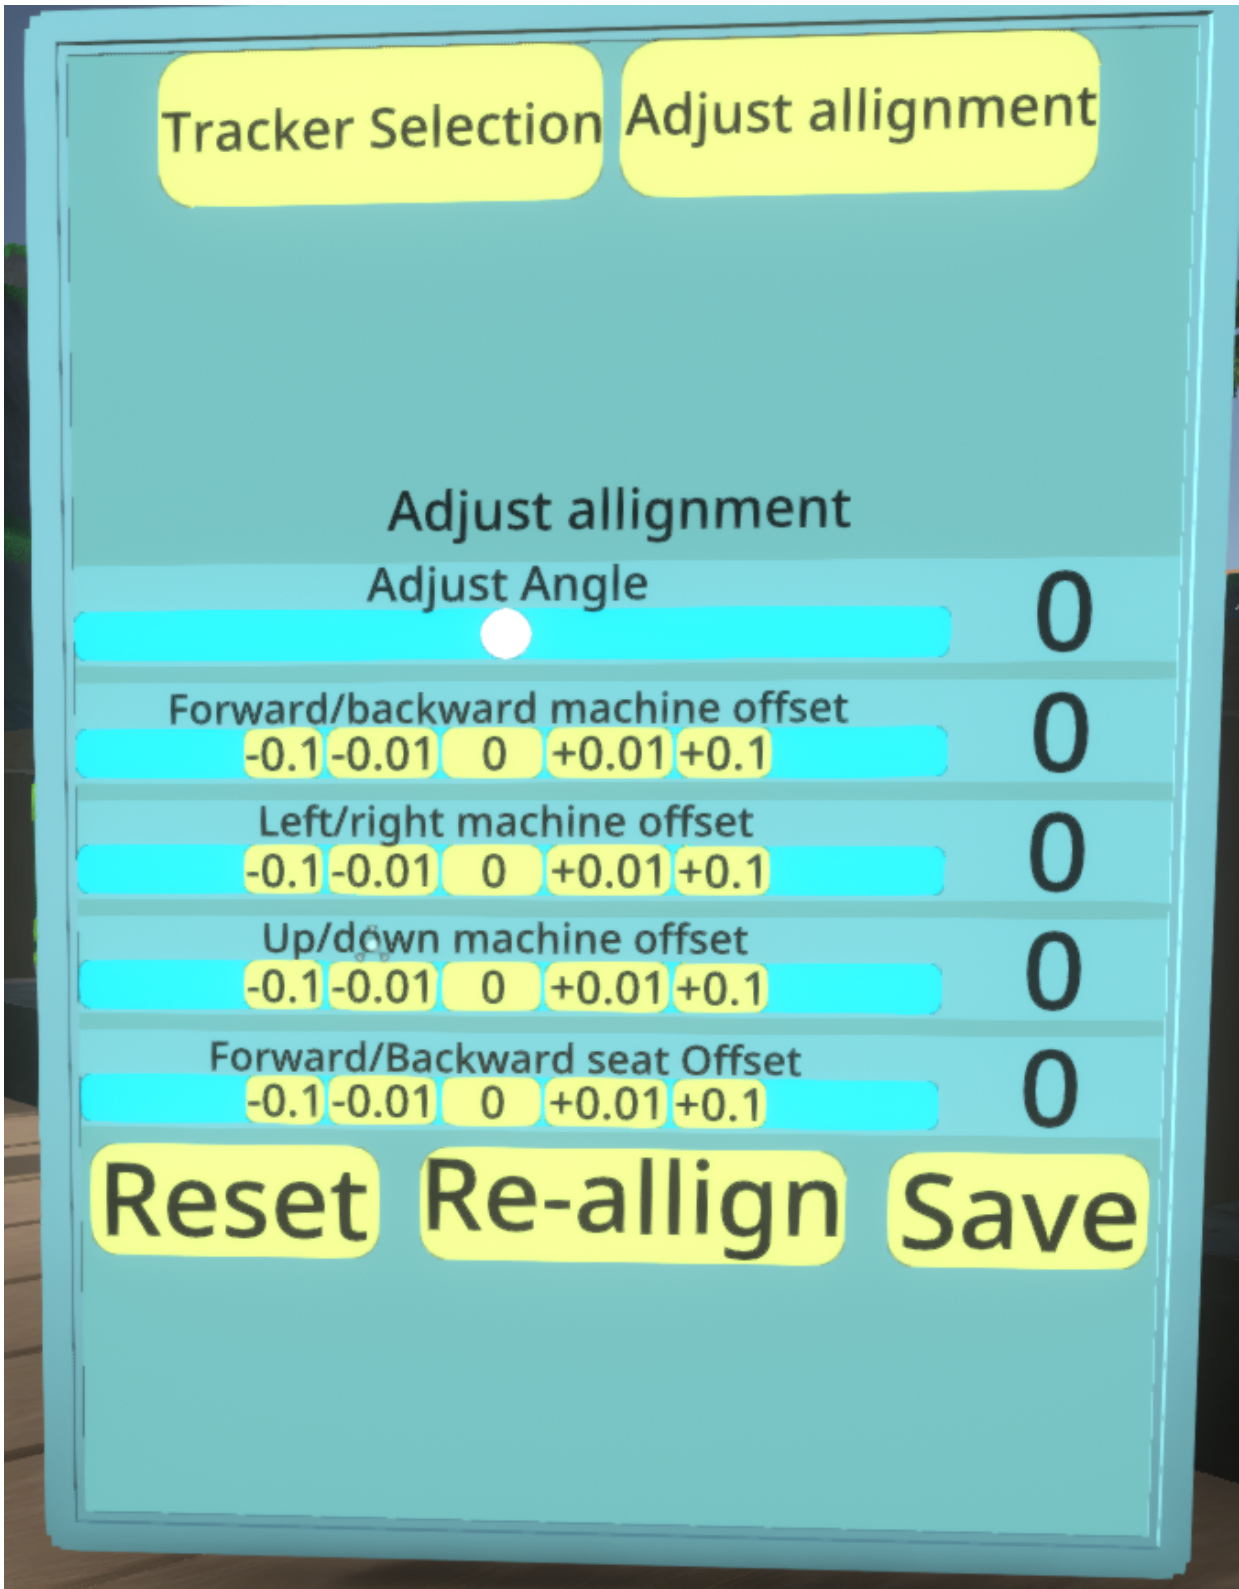 Tracker Selection
Adjust allignment
Adjust allignment
Adjust Angle
0
Forward/backward machine offset
0
-0.1 -0.01 0 +0.01 +0.1
Left/right machine offset
0
-0.1 -0.01 0 +0.01 +0.1
Up/down machine offset
0
-0.1 -0.01 0 +0.01 +0.1
Forward/Backward seat Offset
0
-0.1 -0.01 0 +0.01 +0.1
Reset
Re-allign
Save